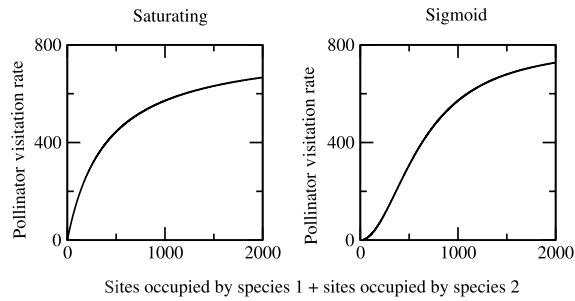 Saturating
Sigmoid
Pollinator visitation rate
800
400
0
0
1000
2000
Pollinator visitation rate
800
400
0
0
1000
2000
Sites occupied by species 1 + sites occupied by species 2